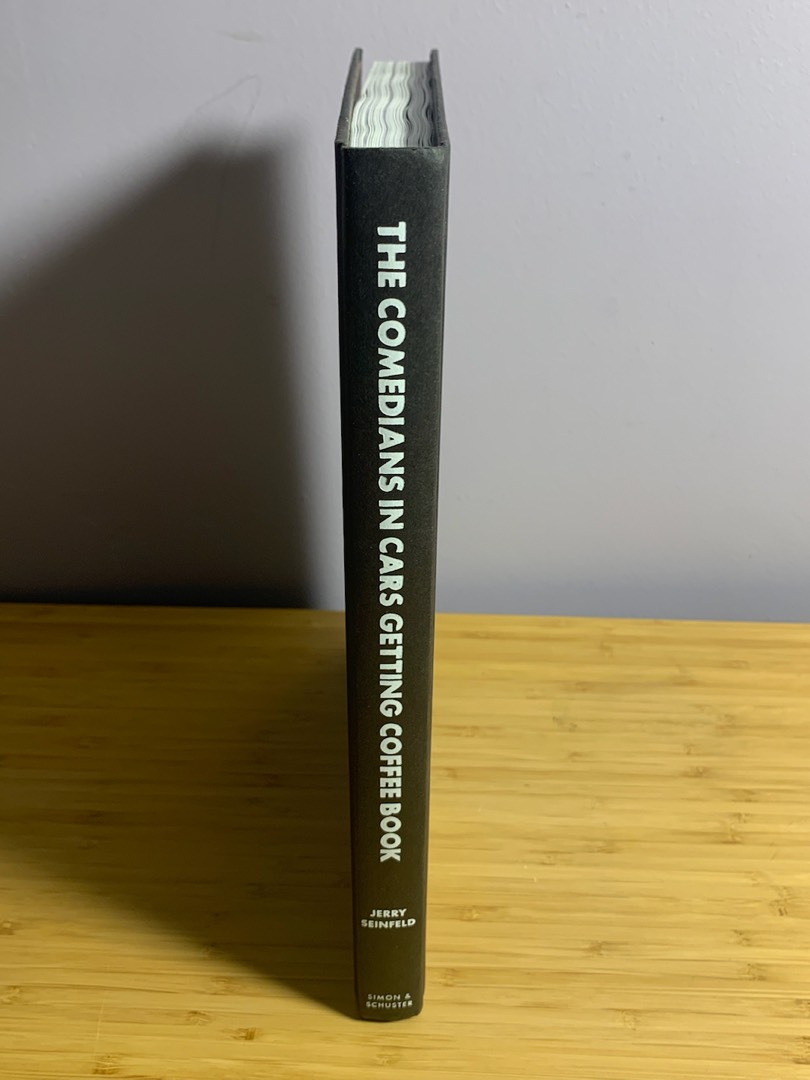 THE COMEDIANS IN CARS GETTING COFFEE BOOK
JERRY
SEINFELD
SIMON &
SCHUSTER